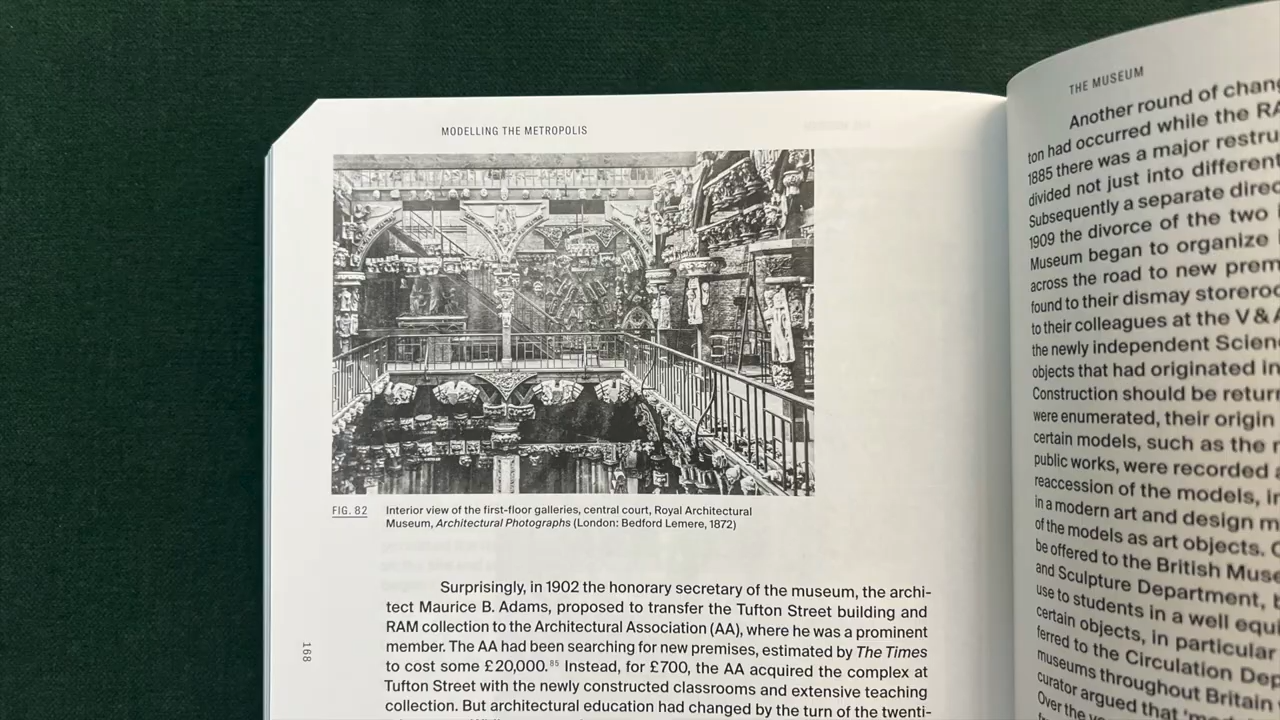 MODELLING THE METROPOLIS
FIG. 82
Interior view of the first-floor galleries, central court, Royal Architectural
Museum, Architectural Photographs (London: Bedford Lemere, 1872)
Surprisingly, in 1902 the honorary secretary of the museum, the archi-
tect Maurice B. Adams, proposed to transfer the Tufton Street building and
RAM collection to the Architectural Association (AA), where he was a prominent
member. The AA had been searching for new premises, estimated by The Times
to cost some £20,000.85 Instead, for £700, the AA acquired the complex at
Tufton Street with the newly constructed classrooms and extensive teaching
collection. But architectural education had changed by the turn of the twenti-
168
THE MUSEUM
Another round of chang
ton had occurred while the RA
1885 there was a major restru
divided not just into different
Subsequently a separate direc
1909 the divorce of the two
Museum began to organize
across the road to new prem
found to their dismay storeroo
to their colleagues at the V & A
the newly independent Scien
objects that had originated in
Construction should be return
were enumerated, their origin
certain models, such as the
public works, were recorded
reaccession of the models, in
in a modern art and design m
of the models as art objects.
be offered to the British Muse
and Sculpture Department,
use to students in a well equi
certain objects, in particular
ferred to the Circulation Dep
museums throughout Britain
curator argued that
Over the